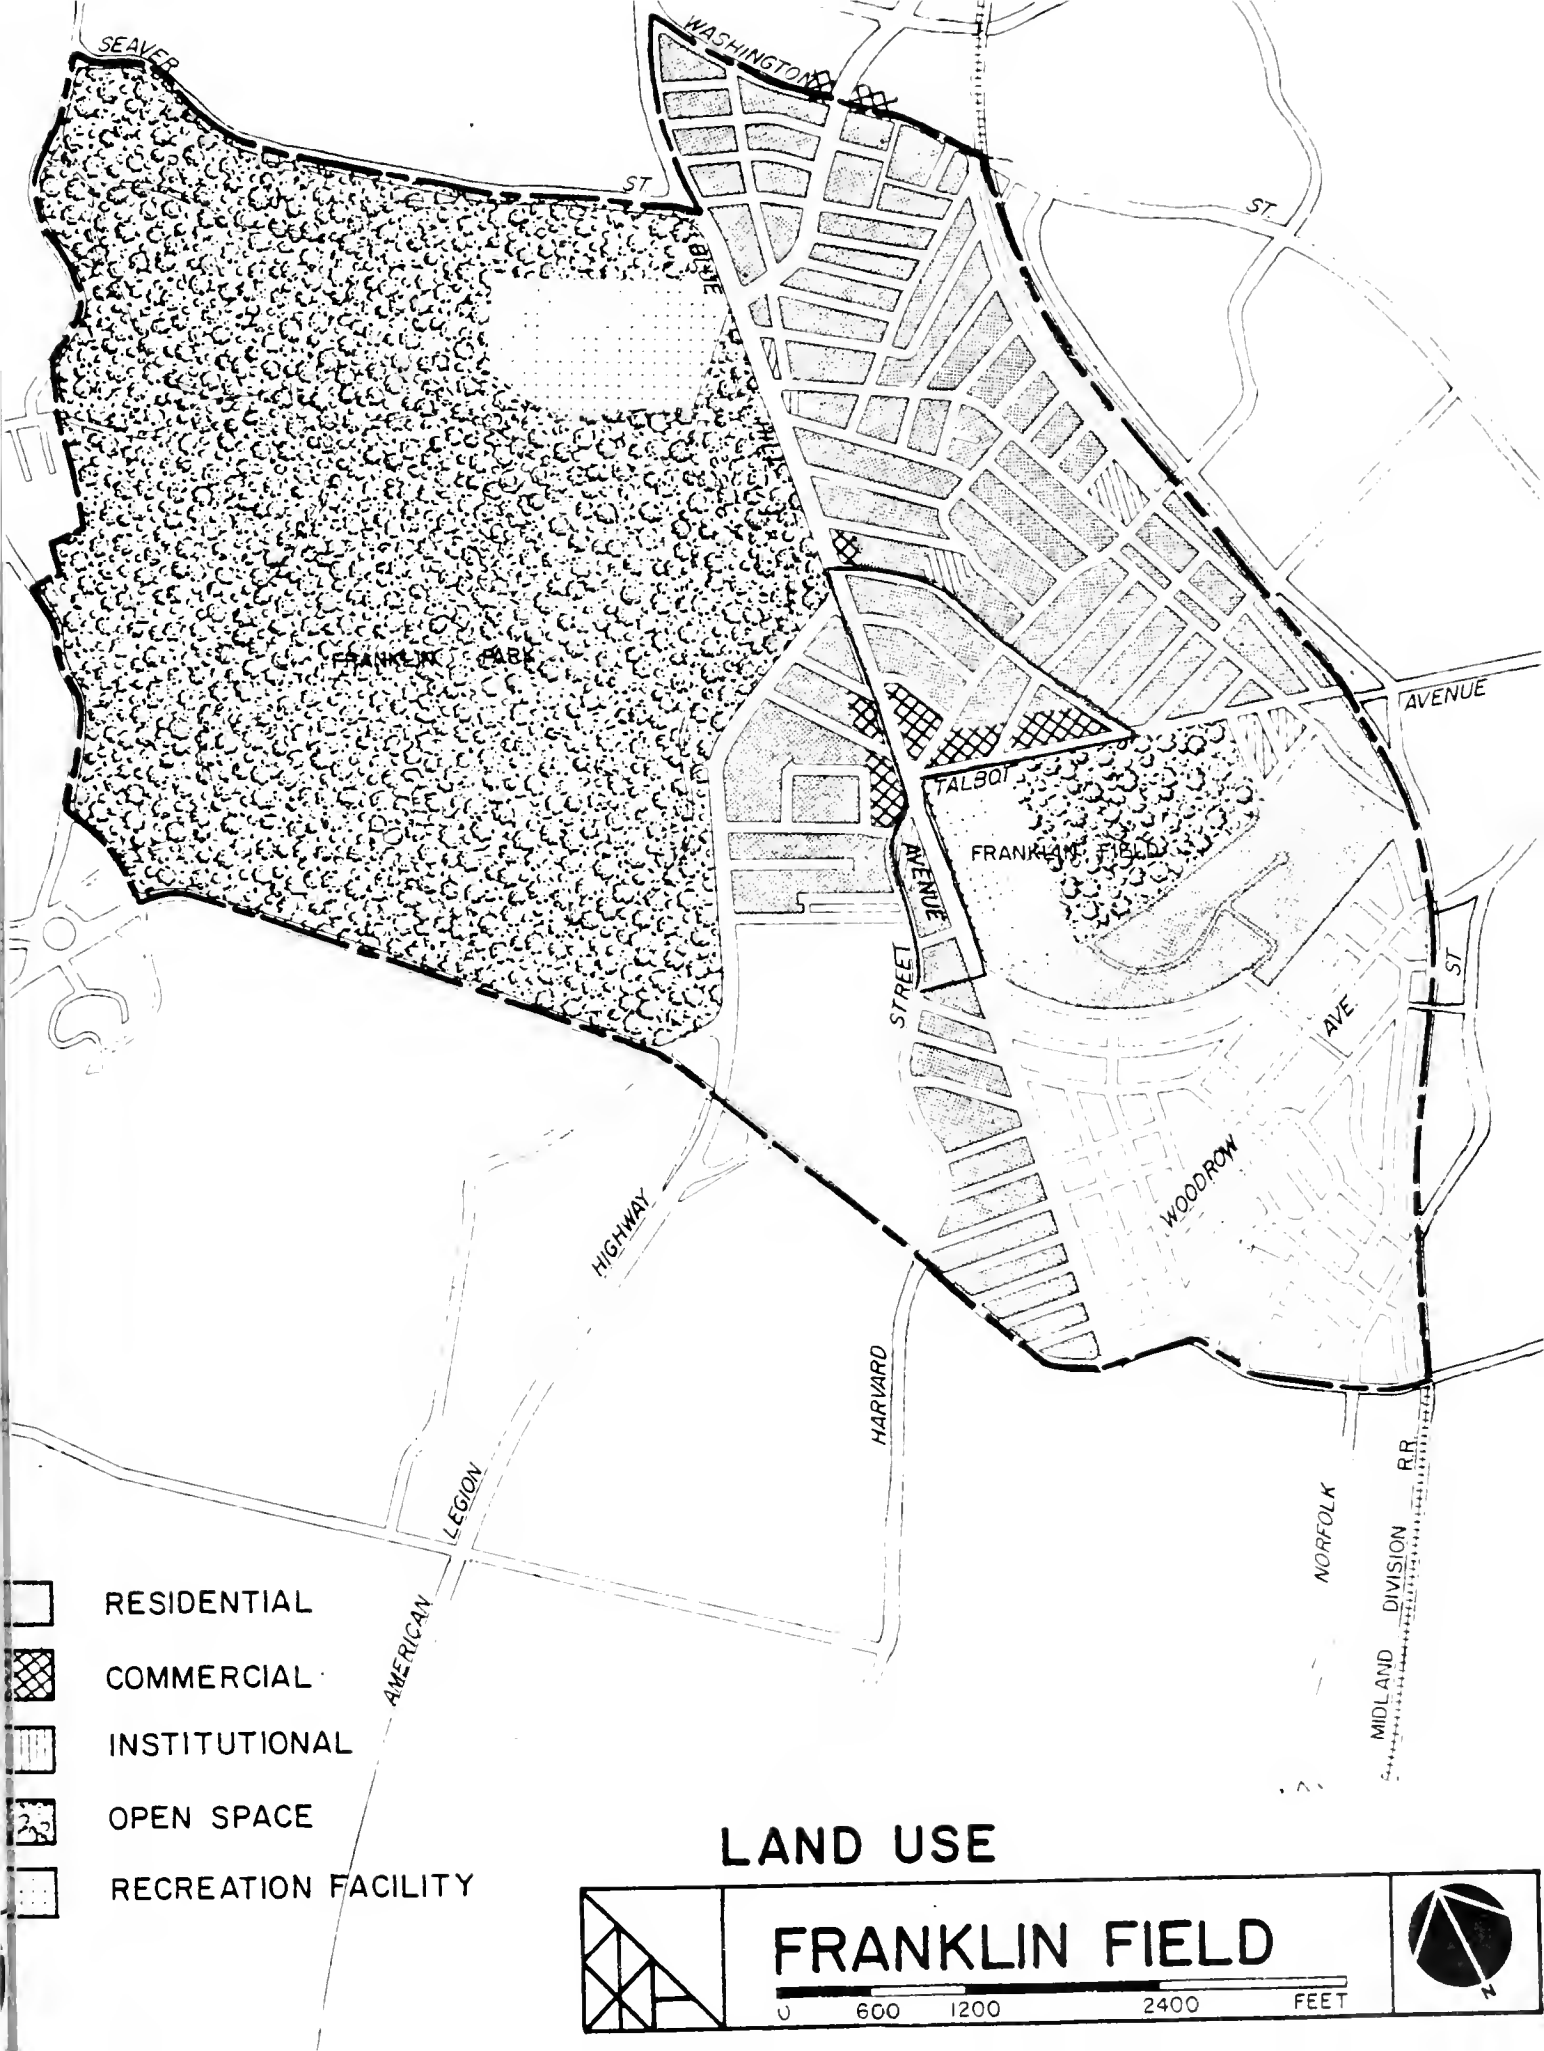 SEAVER
WASHINGTON
ST.
ST.
BLUE
HILL
FRANKLIN PARK
AVENUE
TALBOT
FRANKLIN FIELD
AVENUE
STREET
ST
AVE
WOODROW
HIGHWAY
HARVARD
LEGION
AMERICAN
NORFOLK
MIDLAND DIVISION R.R.
RESIDENTIAL
COMMERCIAL
INSTITUTIONAL
OPEN SPACE
RECREATION FACILITY
LAND USE
FRANKLIN FIELD
0 600 1200 2400 FEET
N